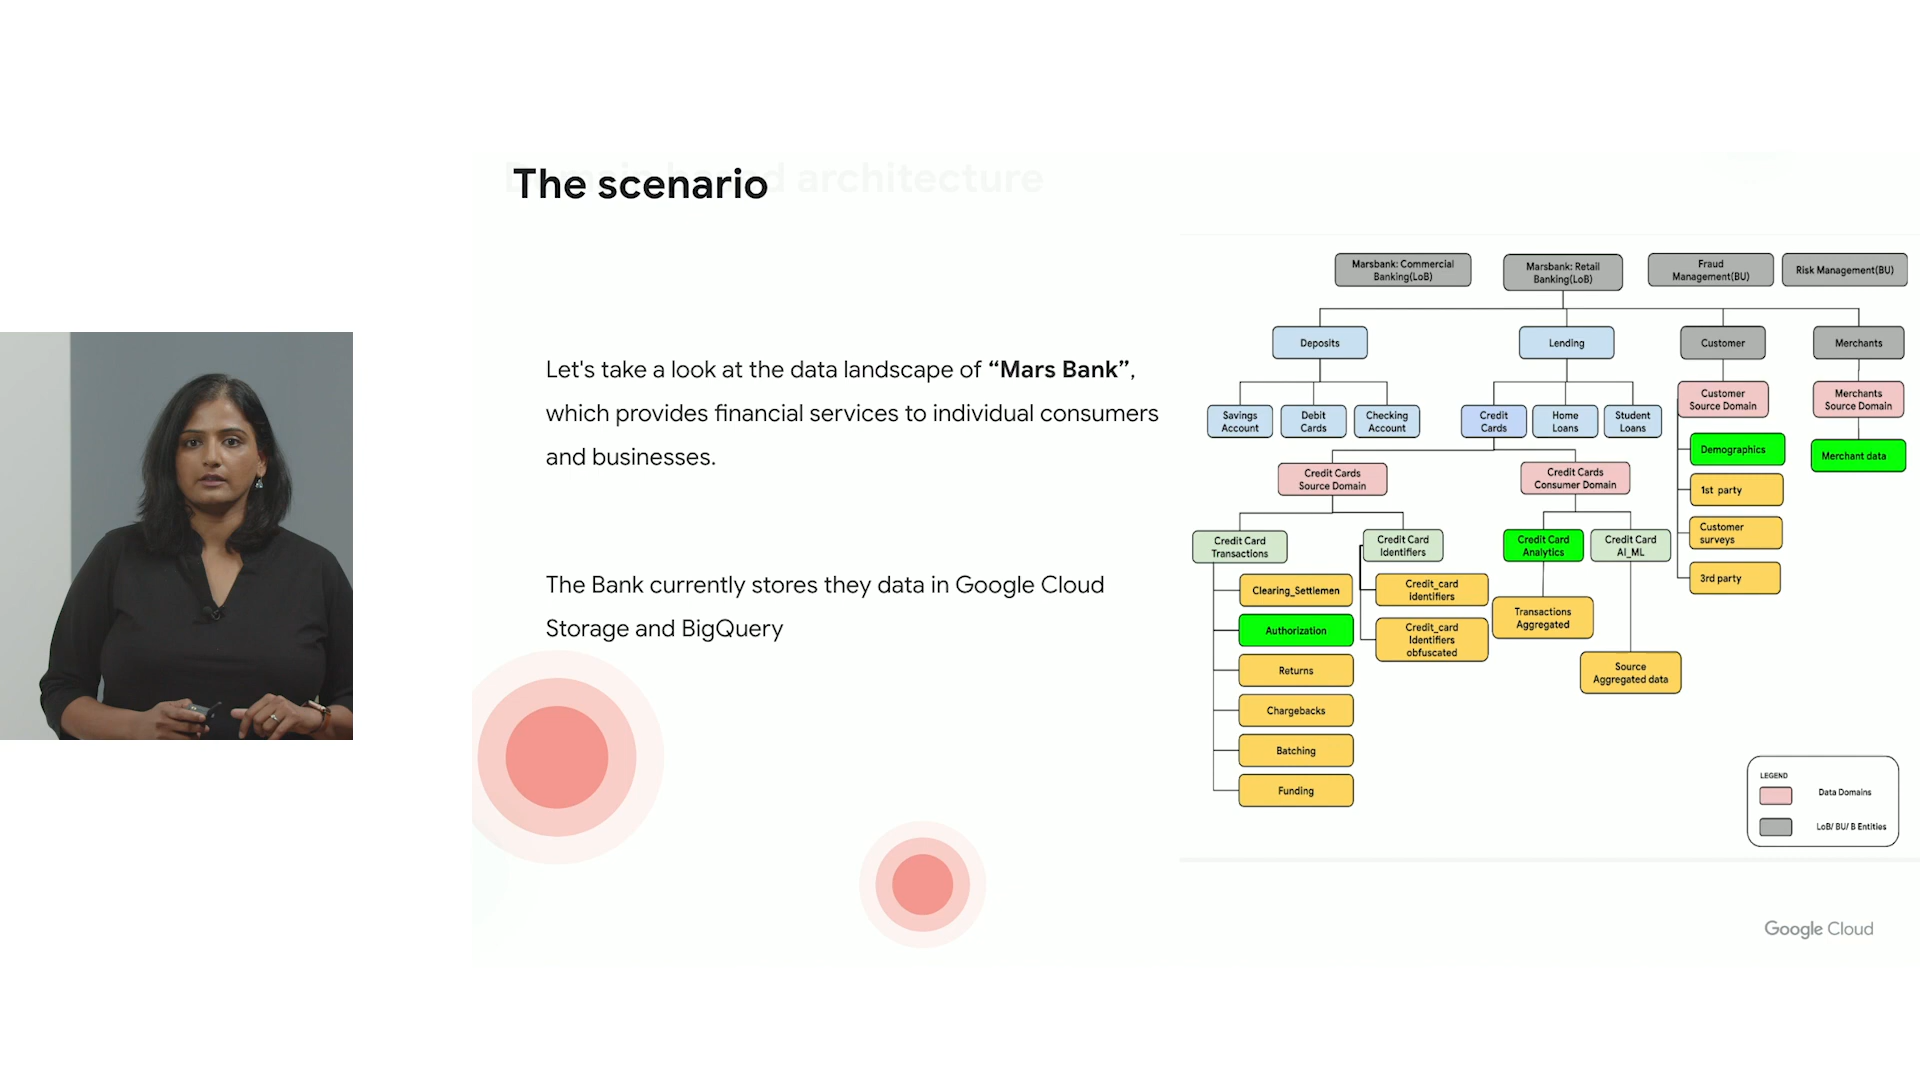 The scenario
architecture
Let's take a look at the data landscape of “Mars Bank”,
which provides financial services to individual consumers
and businesses.
The Bank currently stores they data in Google Cloud
Storage and BigQuery
Marsbank: Commercial
Banking(LoB)
Marsbank: Retail
Banking(LoB)
Fraud
Management(BU)
Risk Management(BU)
Deposits
Lending
Customer
Merchants
Savings
Account
Debit
Cards
Checking
Account
Credit
Cards
Home
Loans
Student
Loans
Customer
Source Domain
Merchants
Source Domain
Demographics
Merchant data
1st party
Customer
surveys
3rd party
Credit Cards
Source Domain
Credit Cards
Consumer Domain
Credit Card
Transactions
Credit Card
Identifiers
Credit Card
Analytics
Credit Card
AI_ML
Clearing_Settlemen
Authorization
Returns
Chargebacks
Batching
Funding
Credit_card
identifiers
Credit_card
Identifiers
obfuscated
Transactions
Aggregated
Source
Aggregated data
LEGEND
Data Domains
LoB/ BU/ B Entities
Google Cloud